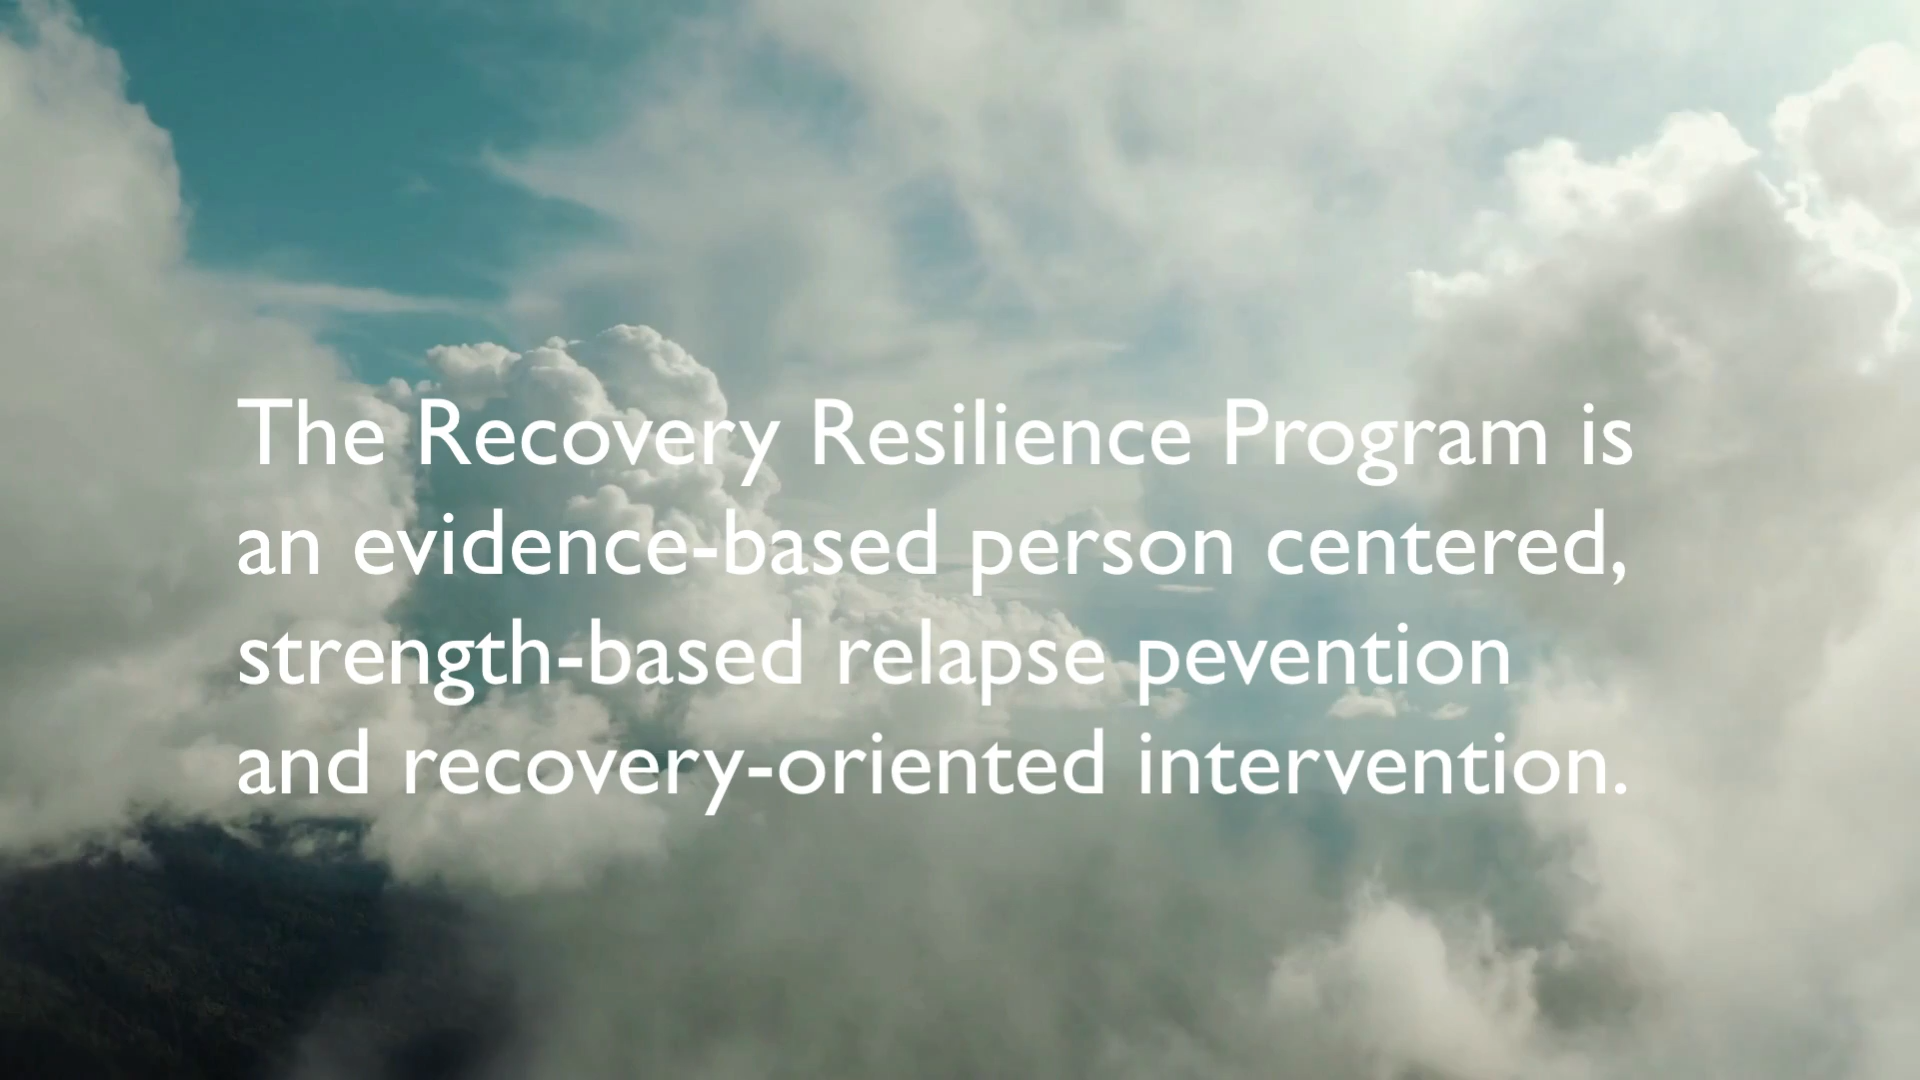 The Recovery Resilience Program is
an evidence-based person centered,
strength-based relapse pevention
and recovery-oriented intervention.